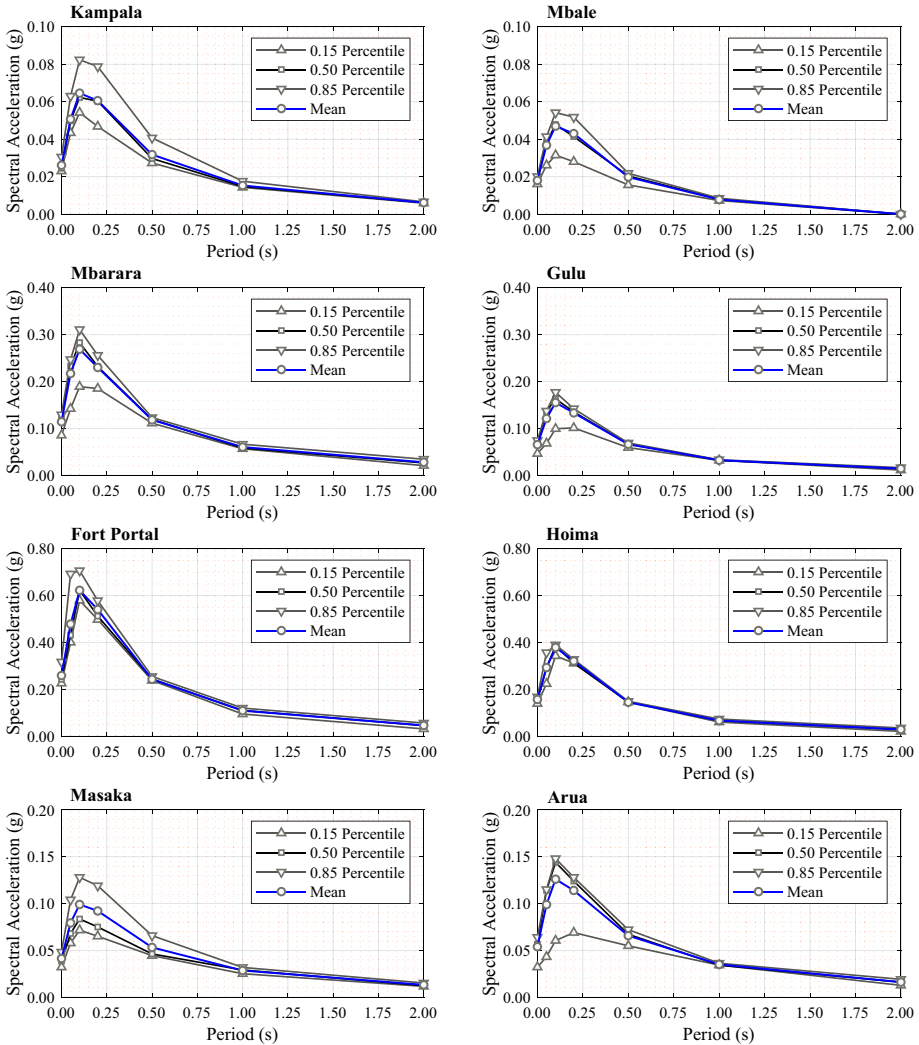 Kampala
Spectral Acceleration (g)
0.10
0.08
0.06
0.04
0.02
0.00
0.15 Percentile
0.50 Percentile
0.85 Percentile
Mean
0.00 0.25 0.50 0.75 1.00 1.25 1.50 1.75 2.00
Period (s)
Mbale
Spectral Acceleration (g)
0.10
0.08
0.06
0.04
0.02
0.00
0.15 Percentile
0.50 Percentile
0.85 Percentile
Mean
0.00 0.25 0.50 0.75 1.00 1.25 1.50 1.75 2.00
Period (s)
Mbarara
Spectral Acceleration (g)
0.40
0.30
0.20
0.10
0.00
0.15 Percentile
0.50 Percentile
0.85 Percentile
Mean
0.00 0.25 0.50 0.75 1.00 1.25 1.50 1.75 2.00
Period (s)
Gulu
Spectral Acceleration (g)
0.40
0.30
0.20
0.10
0.00
0.15 Percentile
0.50 Percentile
0.85 Percentile
Mean
0.00 0.25 0.50 0.75 1.00 1.25 1.50 1.75 2.00
Period (s)
Fort Portal
Spectral Acceleration (g)
0.80
0.60
0.40
0.20
0.00
0.15 Percentile
0.50 Percentile
0.85 Percentile
Mean
0.00 0.25 0.50 0.75 1.00 1.25 1.50 1.75 2.00
Period (s)
Hoima
Spectral Acceleration (g)
0.80
0.60
0.40
0.20
0.00
0.15 Percentile
0.50 Percentile
0.85 Percentile
Mean
0.00 0.25 0.50 0.75 1.00 1.25 1.50 1.75 2.00
Period (s)
Masaka
Spectral Acceleration (g)
0.20
0.15
0.10
0.05
0.00
0.15 Percentile
0.50 Percentile
0.85 Percentile
Mean
0.00 0.25 0.50 0.75 1.00 1.25 1.50 1.75 2.00
Period (s)
Arua
Spectral Acceleration (g)
0.20
0.15
0.10
0.05
0.00
0.15 Percentile
0.50 Percentile
0.85 Percentile
Mean
0.00 0.25 0.50 0.75 1.00 1.25 1.50 1.75 2.00
Period (s)